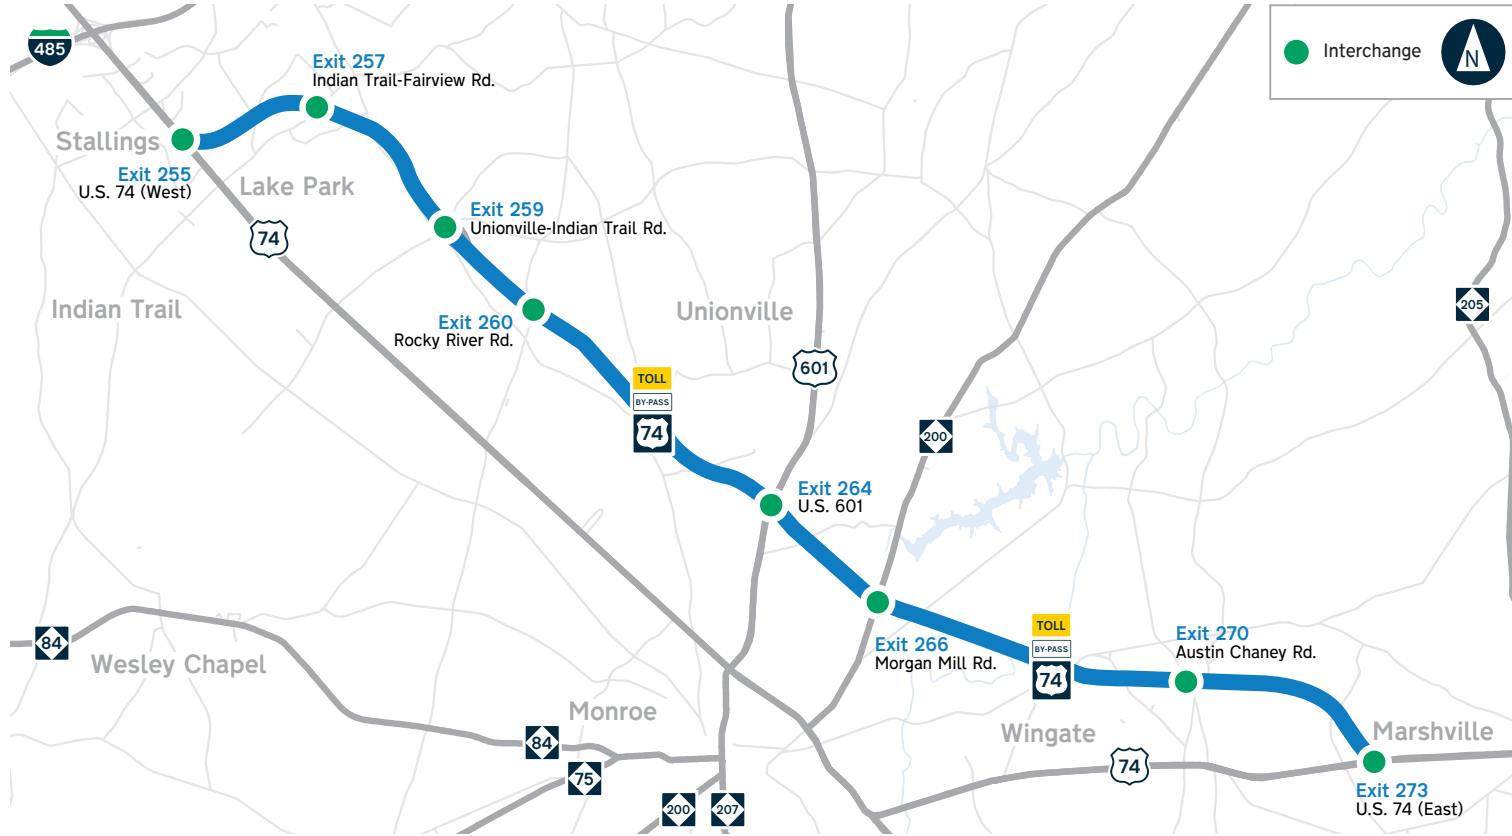 485
Exit 257
Indian Trail-Fairview Rd.
Interchange
N
Stallings
Exit 255
U.S. 74 (West)
Lake Park
74
Exit 259
Unionville-Indian Trail Rd.
Indian Trail
Exit 260
Rocky River Rd.
Unionville
205
601
TOLL
BY-PASS
74
200
Exit 264
U.S. 601
84
Wesley Chapel
Exit 266
Morgan Mill Rd.
TOLL
BY-PASS
74
Exit 270
Austin Chaney Rd.
Monroe
84
75
200
207
Wingate
74
Marshville
Exit 273
U.S. 74 (East)